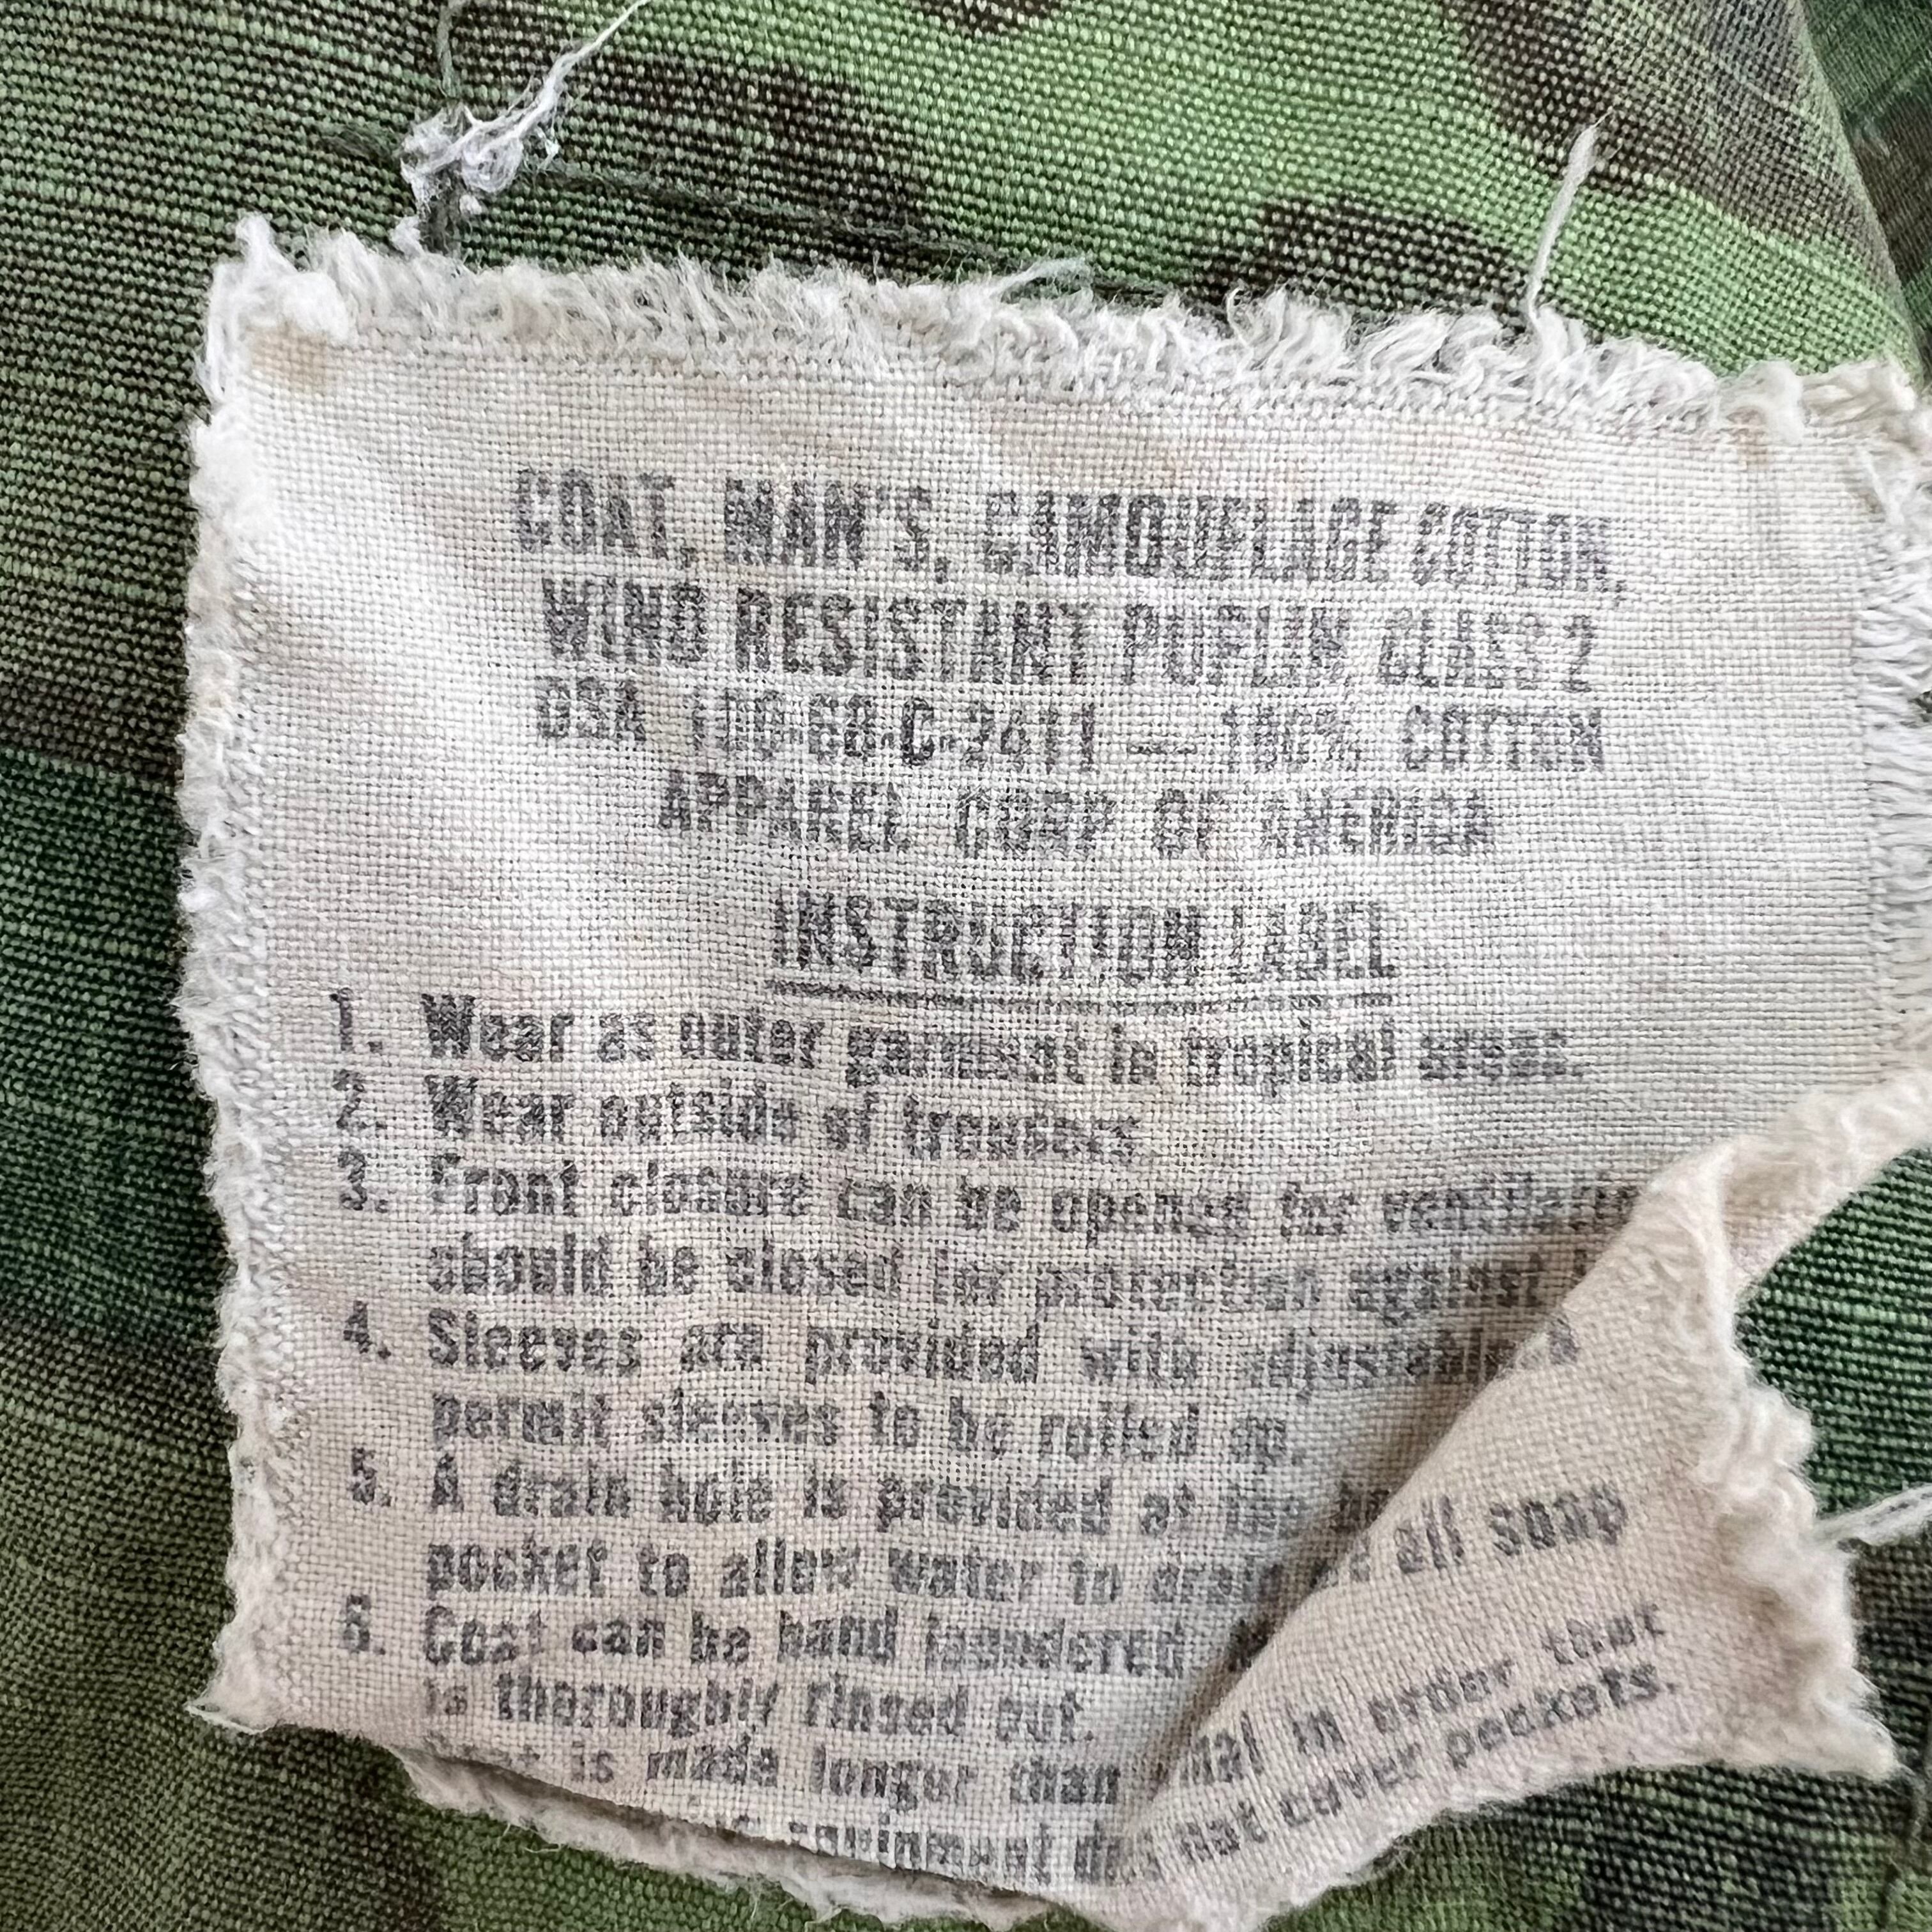 COAT, MAN'S, CAMOUFLAGE COTTON,
WIND RESISTANT POPLIN, CLASS 2
DSA 100-68-C-2411 — 100% COTTON
APPAREL CORP OF AMERICA
INSTRUCTION LABEL
1. Wear as outer garment in tropical areas.
2. Wear outside of trousers.
3. Front closure can be opened for
should be closed for protection against
4. Sleeves are provided with
permit sleeves to be rolled up.
5. A drain hole is provided at
pocket to allow water to
6. Coat can be hand laundered all soap
is thoroughly rinsed out.
is made longer than in order that
equipment not cover pockets.